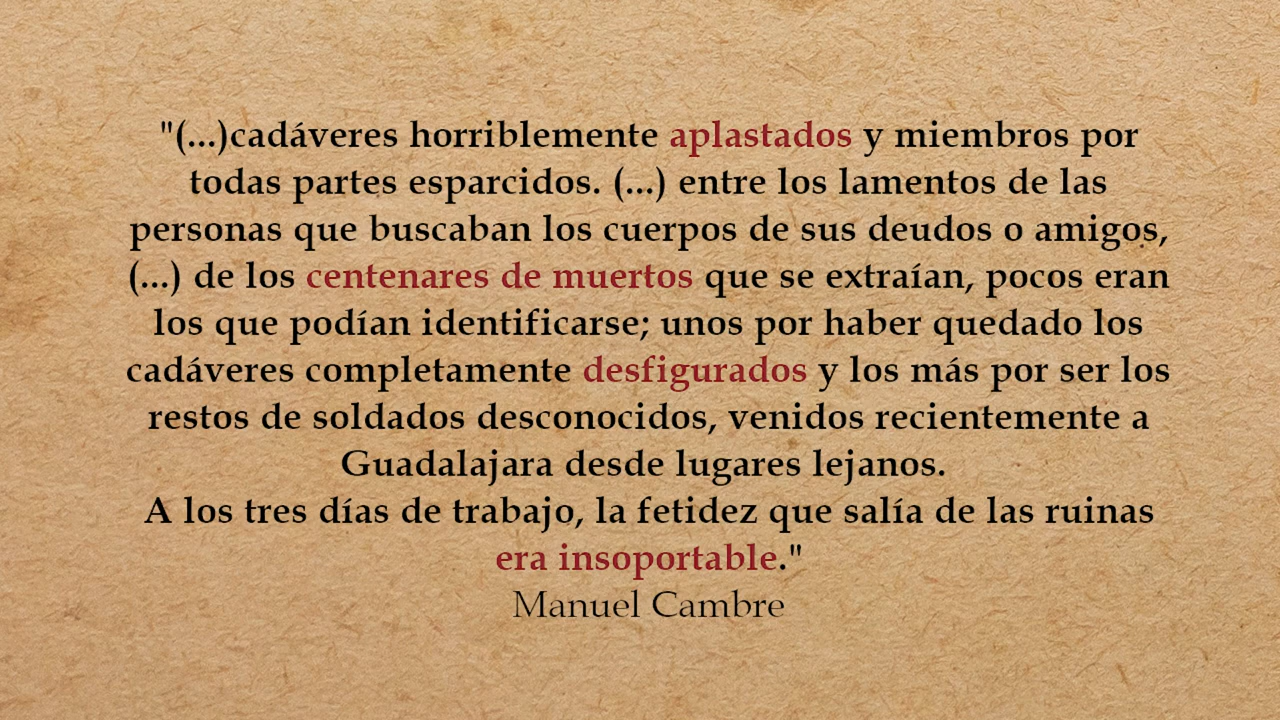 "(...)cadáveres horriblemente aplastados y miembros por
todas partes esparcidos. (...) entre los lamentos de las
personas que buscaban los cuerpos de sus deudos o amigos,
(...) de los centenares de muertos que se extraían, pocos eran
los que podían identificarse; unos por haber quedado los
cadáveres completamente desfigurados y los más por ser los
restos de soldados desconocidos, venidos recientemente a
Guadalajara desde lugares lejanos.
A los tres días de trabajo, la fetidez que salía de las ruinas
era insoportable."
Manuel Cambre